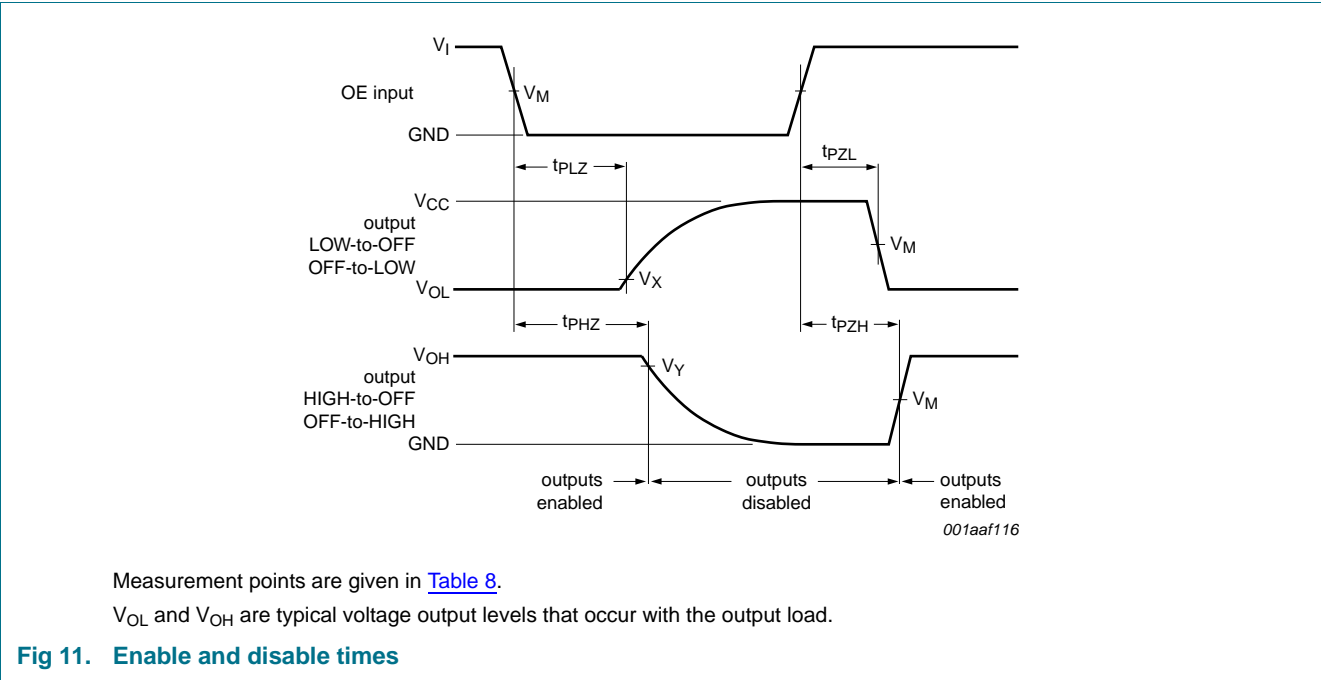 VI
OE input
VM
GND
tPLZ
tPZL
VCC
output
LOW-to-OFF
OFF-to-LOW
VM
VX
VOL
tPHZ
tPZH
VOH
output
HIGH-to-OFF
OFF-to-HIGH
VY
VM
GND
outputs
enabled
outputs
disabled
outputs
enabled
001aaf116
Measurement points are given in Table 8.
VOL and VOH are typical voltage output levels that occur with the output load.
Fig 11. Enable and disable times